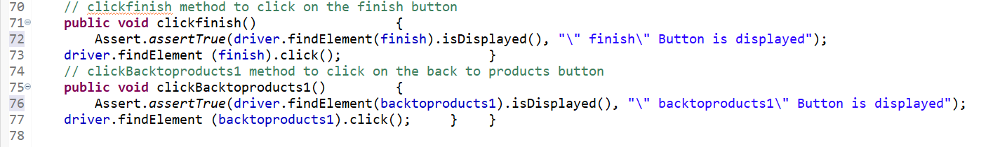 70 // clickfinish method to click on the finish button
71 public void clickfinish() {
72 Assert.assertTrue(driver.findElement(finish).isDisplayed(), "\" finish\" Button is displayed");
73 driver.findElement (finish).click(); }
74 // clickBacktoproducts1 method to click on the back to products button
75 public void clickBacktoproducts1() {
76 Assert.assertTrue(driver.findElement(backtoproducts1).isDisplayed(), "\" backtoproducts1\" Button is displayed");
77 driver.findElement (backtoproducts1).click(); } }
78